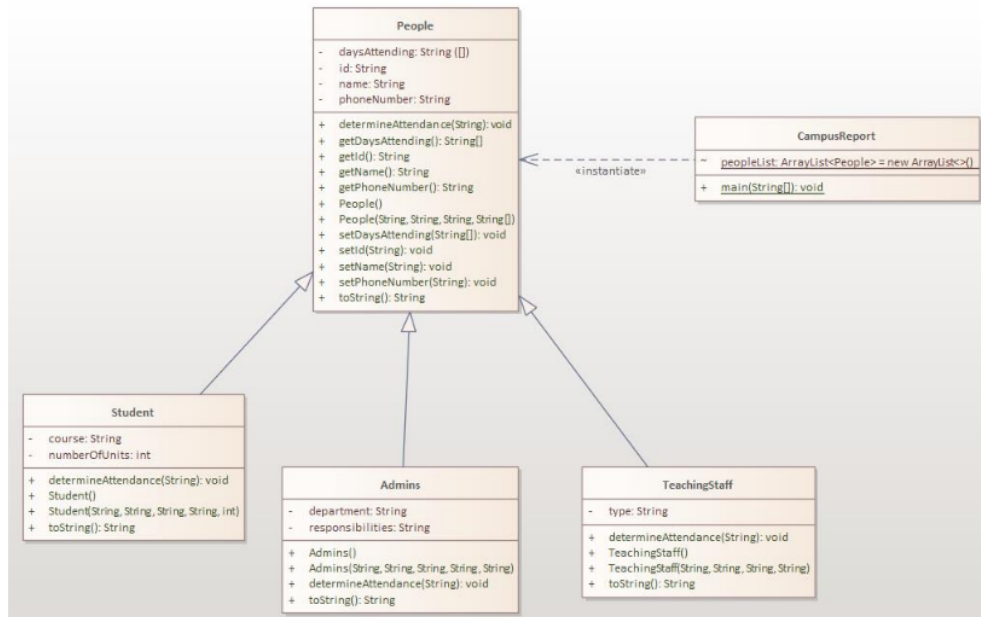 People
- daysAttending: String ([])
- id: String
- name: String
- phoneNumber: String
+ determineAttendance(String): void
+ getDaysAttending(): String[]
+ getId(): String
+ getName(): String
+ getPhoneNumber(): String
+ People()
+ People(String, String, String, String[])
+ setDaysAttending(String[]): void
+ setId(String): void
+ setName(String): void
+ setPhoneNumber(String): void
+ toString(): String
«instantiate»
CampusReport
~ peopleList: ArrayList<People> = new ArrayList<>()
+ main(String[]): void
Student
- course: String
- numberOfUnits: int
+ determineAttendance(String): void
+ Student()
+ Student(String, String, String, String, int)
+ toString(): String
Admins
- department: String
- responsibilities: String
+ Admins()
+ Admins(String, String, String, String, String)
+ determineAttendance(String): void
+ toString(): String
TeachingStaff
- type: String
+ determineAttendance(String): void
+ TeachingStaff()
+ TeachingStaff(String, String, String, String)
+ toString(): String